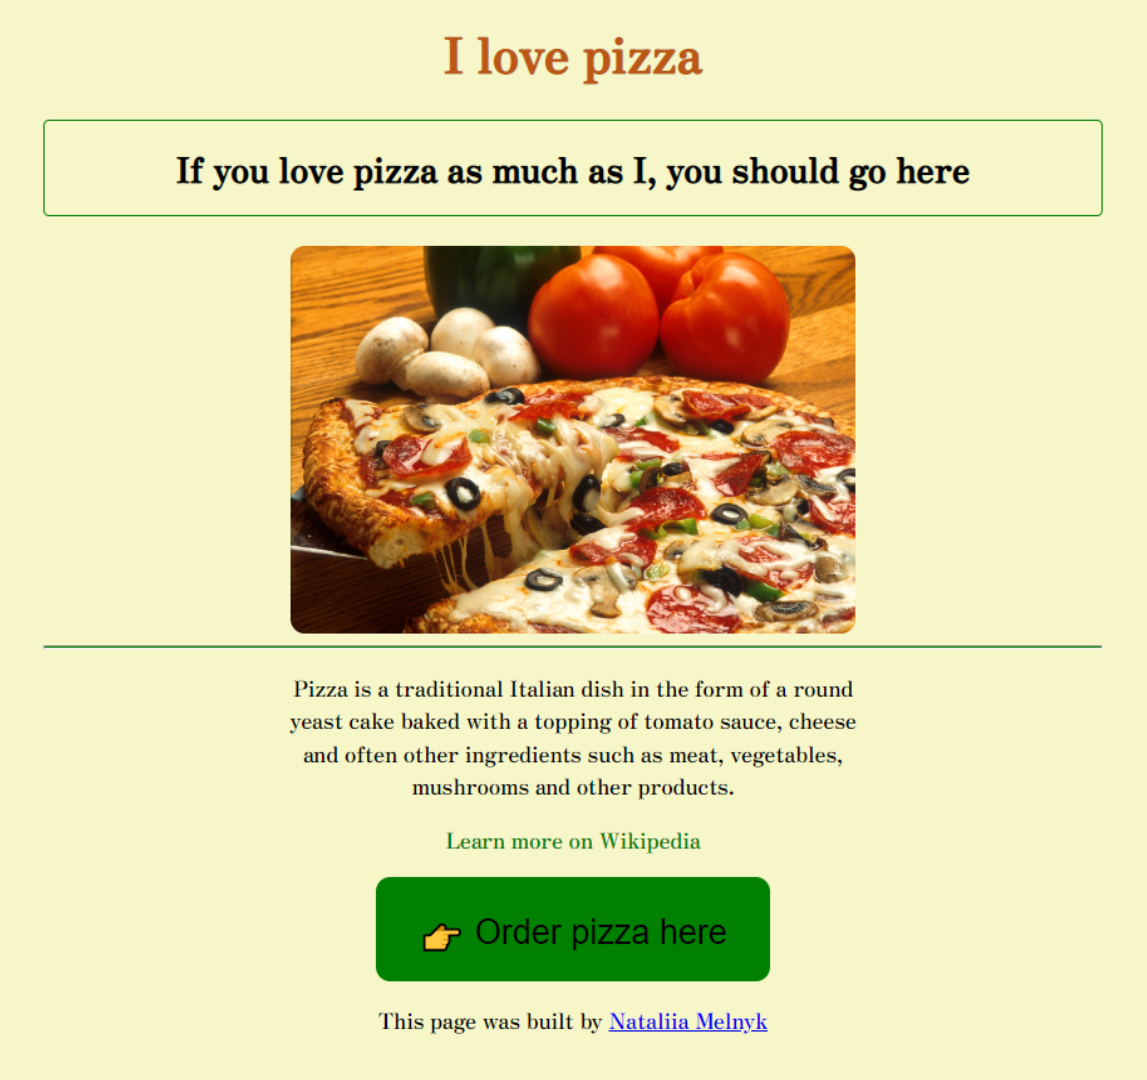 I love pizza
If you love pizza as much as I, you should go here
Pizza is a traditional Italian dish in the form of a round
yeast cake baked with a topping of tomato sauce, cheese
and often other ingredients such as meat, vegetables,
mushrooms and other products.
Learn more on Wikipedia
👉 Order pizza here
This page was built by Nataliia Melnyk